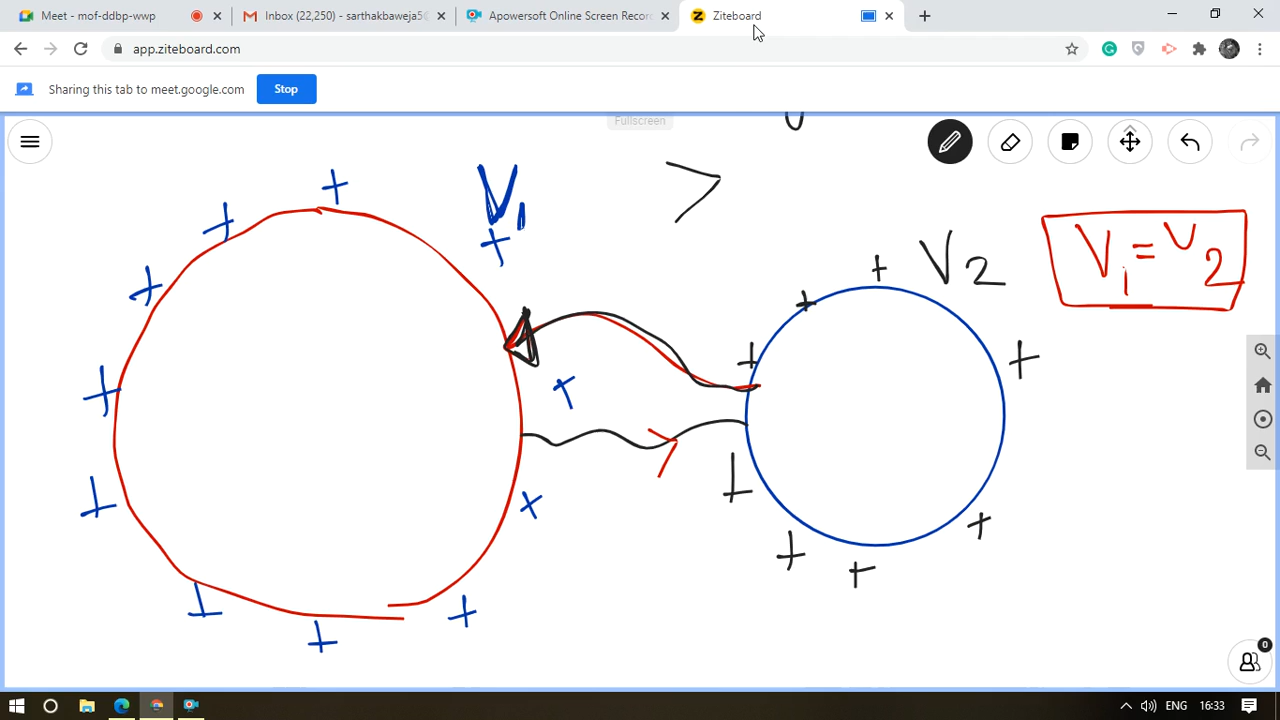 Meet - mof-ddbp-wwp
Inbox (22,250) - sarthakbaweja5
Apowersoft Online Screen Recor
Ziteboard
app.ziteboard.com
Sharing this tab to meet.google.com
Stop
Fullscreen
V1
>
V2
V1 = V2
0
ENG
16:33